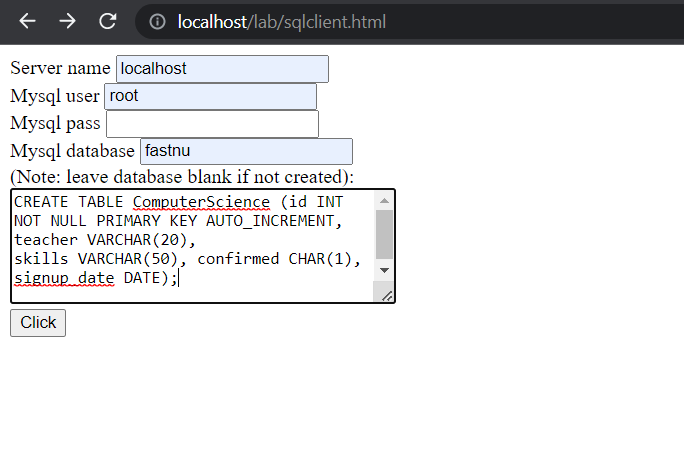 localhost/lab/sqlclient.html
Server name localhost
Mysql user root
Mysql pass
Mysql database fastnu
(Note: leave database blank if not created):
CREATE TABLE ComputerScience (id INT
NOT NULL PRIMARY KEY AUTO_INCREMENT,
teacher VARCHAR(20),
skills VARCHAR(50), confirmed CHAR(1),
signup_date DATE);
Click